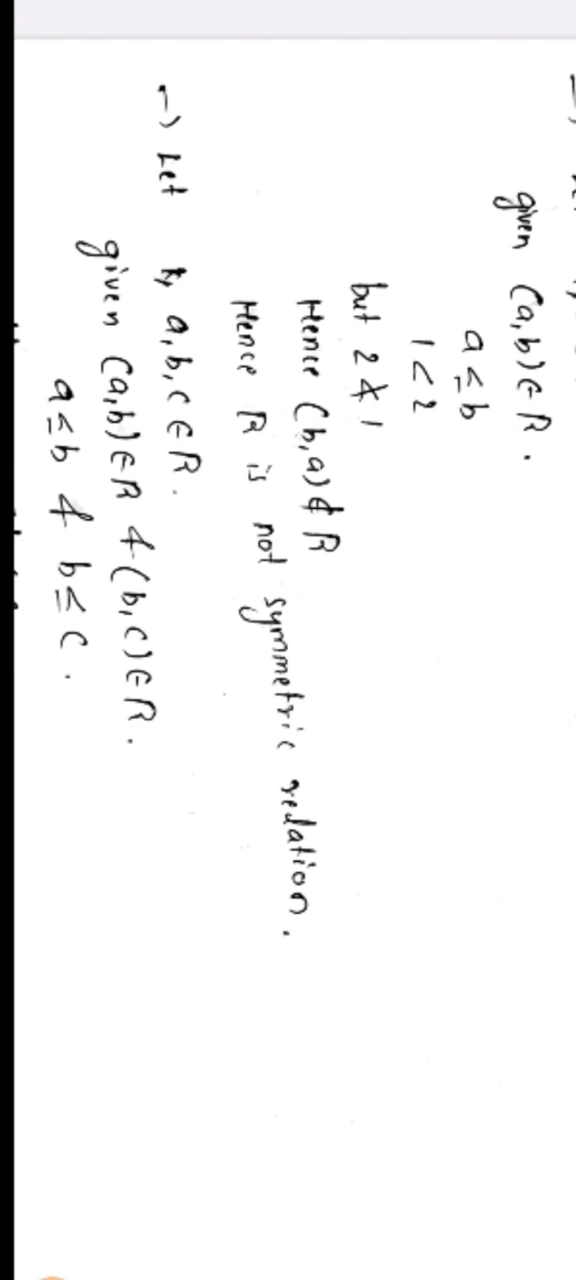 given (a,b)∈R.
a≤b
1<2
but 2≮1
Hence (b,a)∉R
Hence R is not symmetric relation.
→ Let a,b,c∈R.
given (a,b)∈R & (b,c)∈R.
a≤b & b≤c.